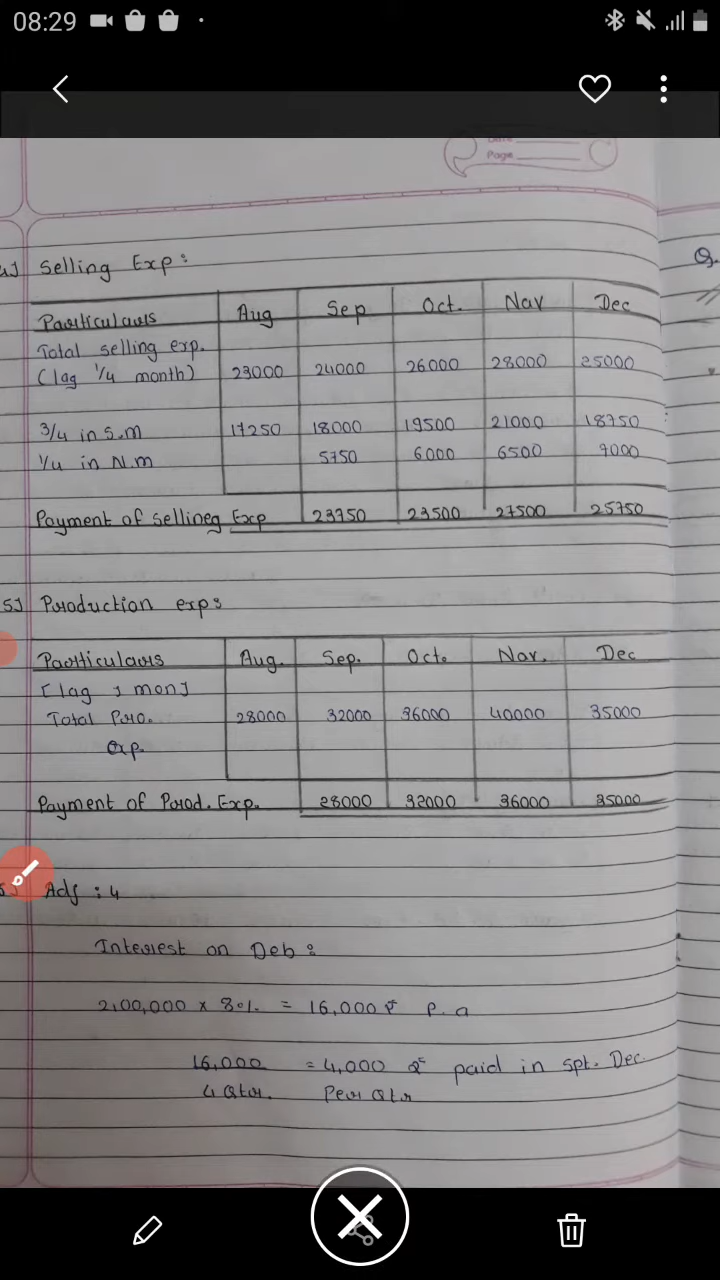 08:29
Page
4] Selling Exp:
Particulars Aug Sep Oct. Nav Dec
Total selling exp.
(lag 1/4 month) 23000 24000 26000 28000 25000
3/4 in S.m 17250 18000 19500 21000 18750
1/4 in N.m 5750 6000 6500 7000
Payment of sellineg Exp 23750 23500 27500 25750
5] Production exp:
Particulars Aug. Sep. Oct. Nov. Dec
[lag 1 mon]
Total Pro. 28000 32000 36000 40000 35000
exp.
Payment of Prod. Exp. 28000 32000 36000 35000
Adj : 4
Interest on Deb:
2,00,000 x 8%. = 16,000 ₹ p.a
16,000 = 4,000 ₹ paid in spt. Dec.
4 Qtr. Per Qtr
Q.